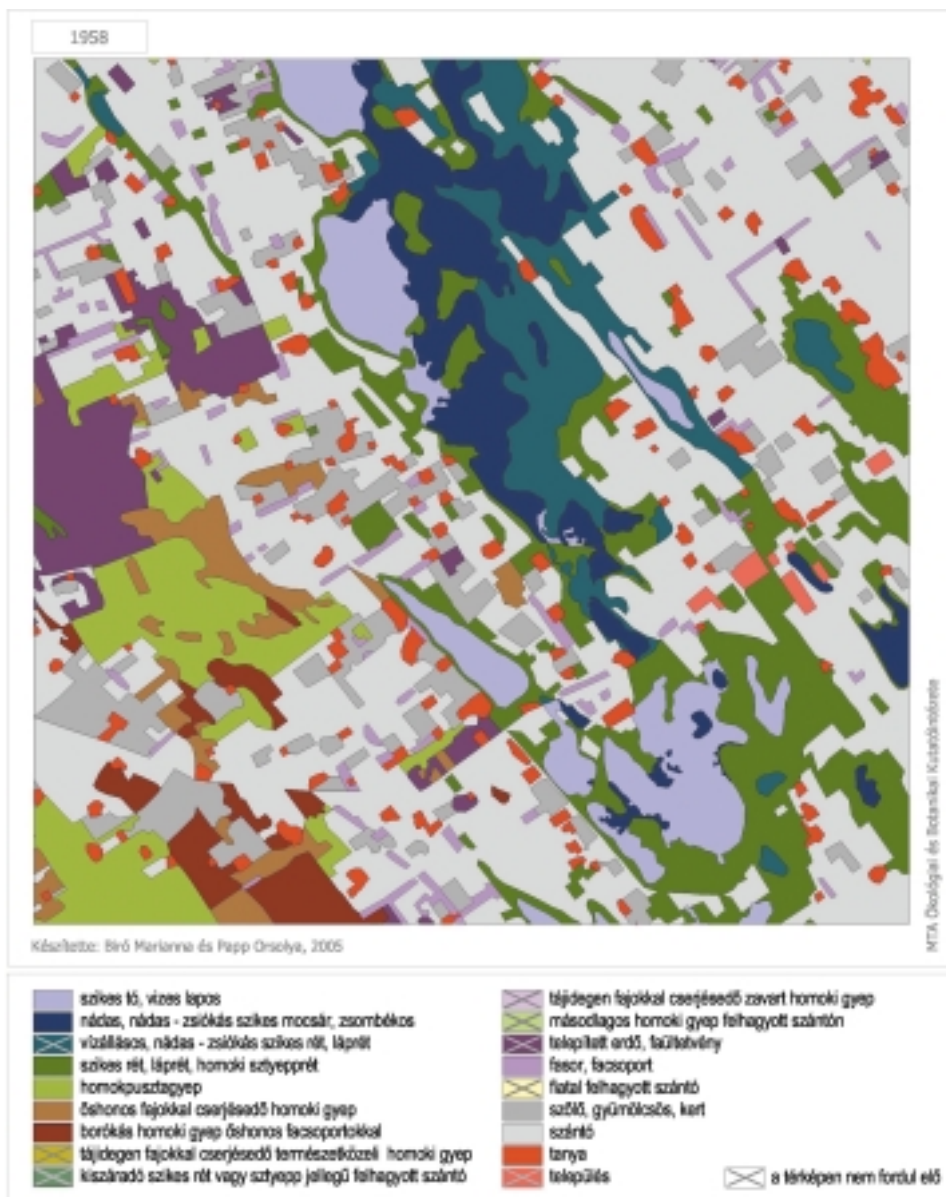 1958
Készítette: Biró Marianna és Papp Orsolya, 2005
MTA Ökológiai és Botanikai Kutatóintézete
szikes tó, vizes lapos
nádas, nádas - zsiókás szikes mocsár, zsombékos
vízállásos, nádas - zsiókás szikes rét, láprét
szikes rét, láprét, homoki sztyepprét
homokpusztagyep
őshonos fajokkal cserjésedő homoki gyep
borókás homoki gyep őshonos facsoportokkal
tájidegen fajokkal cserjésedő természetközeli homoki gyep
kiszáradó szikes rét vagy sztyepp jellegű felhagyott szántó
tájidegen fajokkal cserjésedő zavart homoki gyep
másodlagos homoki gyep felhagyott szántón
telepített erdő, faültetvény
fasor, facsoport
fiatal felhagyott szántó
szőlő, gyümölcsös, kert
szántó
tanya
település
a térképen nem fordul elő